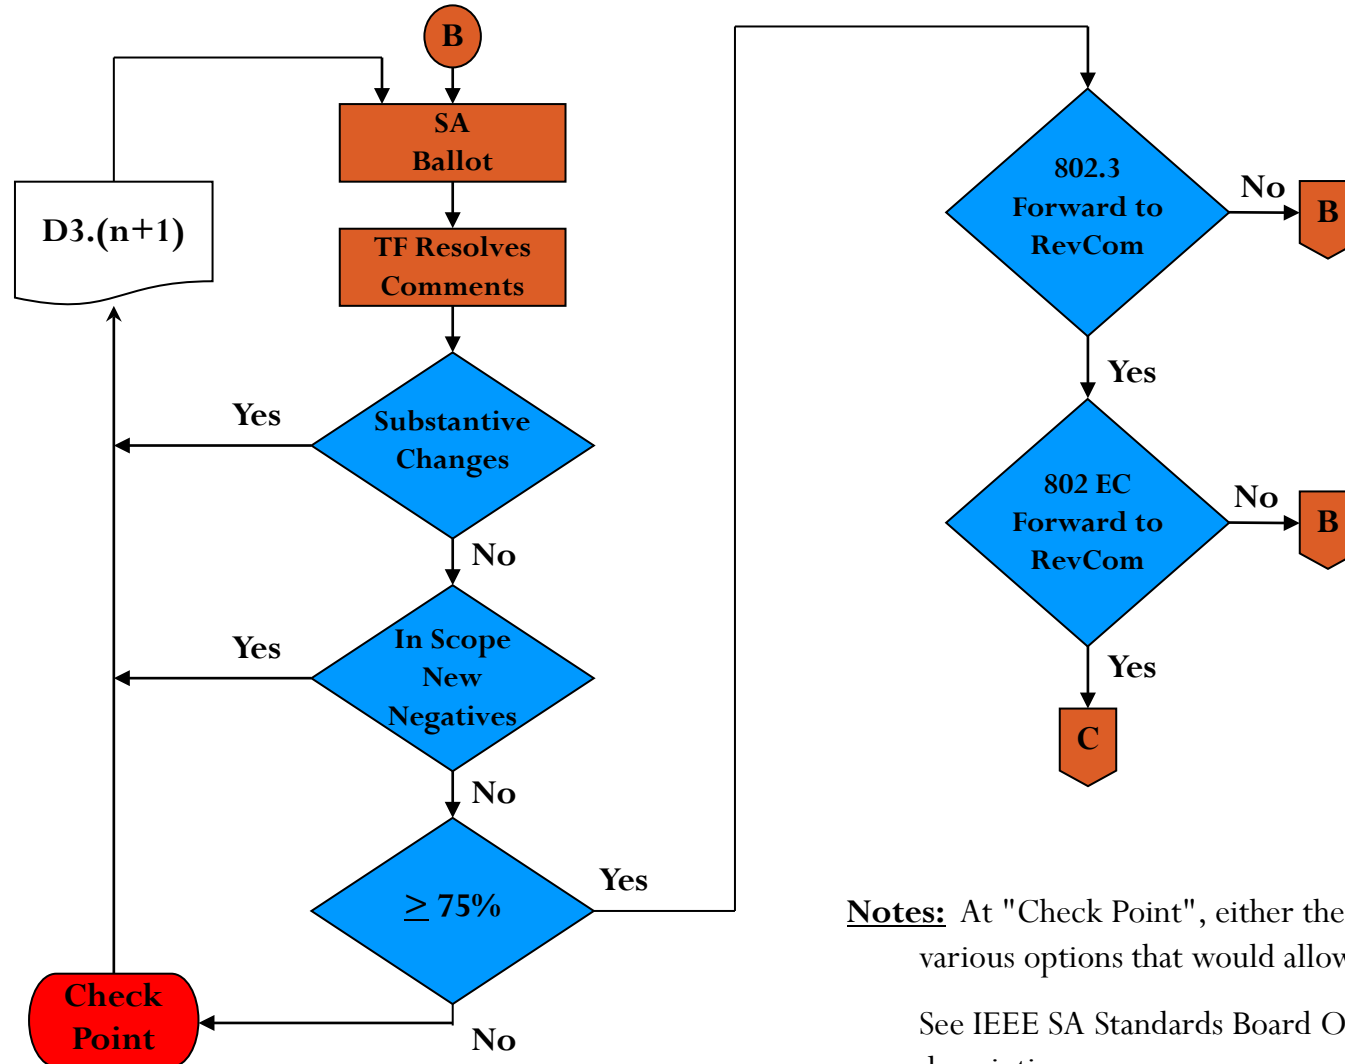 B
SA
Ballot
D3.(n+1)
TF Resolves
Comments
Substantive
Changes
Yes
No
In Scope
New
Negatives
Yes
No
≥ 75%
Yes
No
Check
Point
802.3
Forward to
RevCom
No
B
Yes
802 EC
Forward to
RevCom
No
B
Yes
C
Notes: At "Check Point", either the
various options that would allow
See IEEE SA Standards Board O